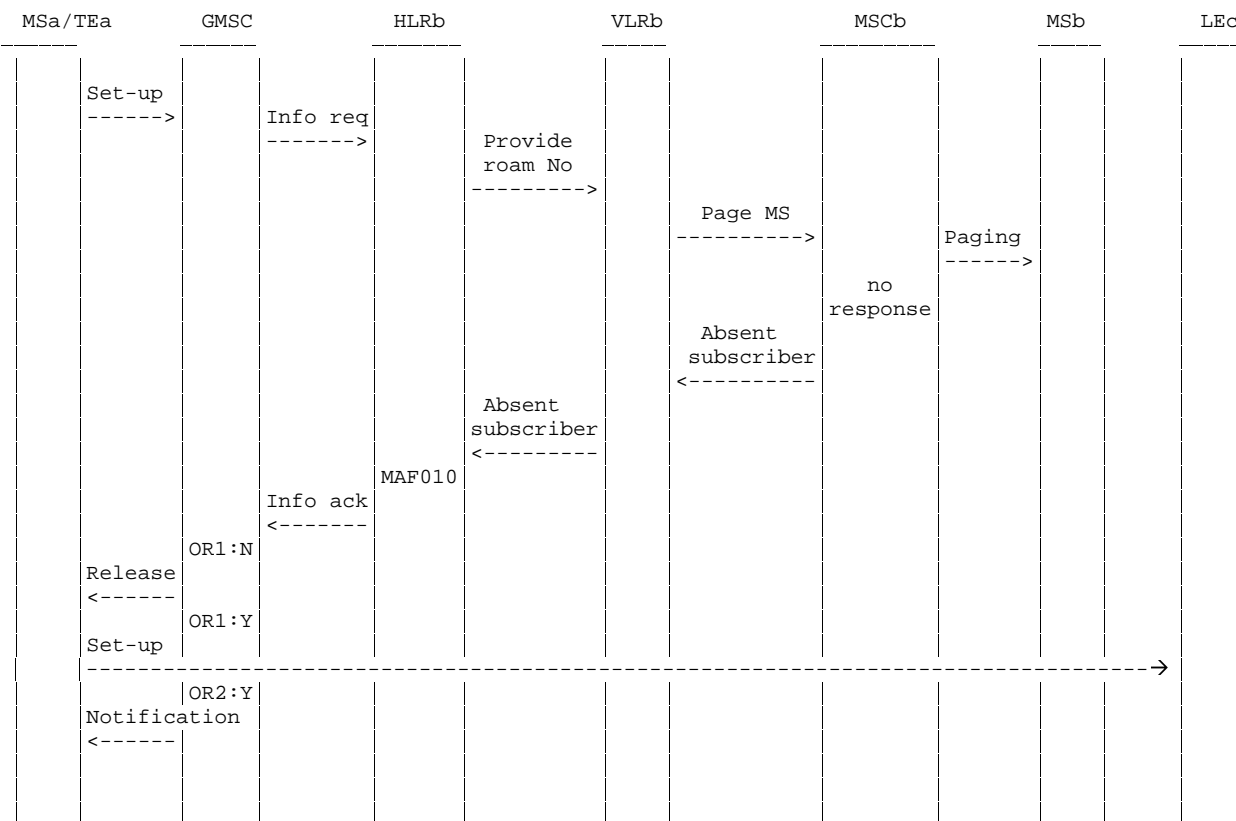 MSa/TEa GMSC HLRb VLRb MSCb MSb LEc
Set-up
------> Info req
-------> Provide
roam No
--------->
Page MS
----------> Paging
------>
no
response
Absent
subscriber
<----------
Absent
subscriber
<---------
MAF010
Info ack
<-------
OR1:N
Release
<------
OR1:Y
Set-up
---------------------------------------------------------------------------------->
OR2:Y
Notification
<------